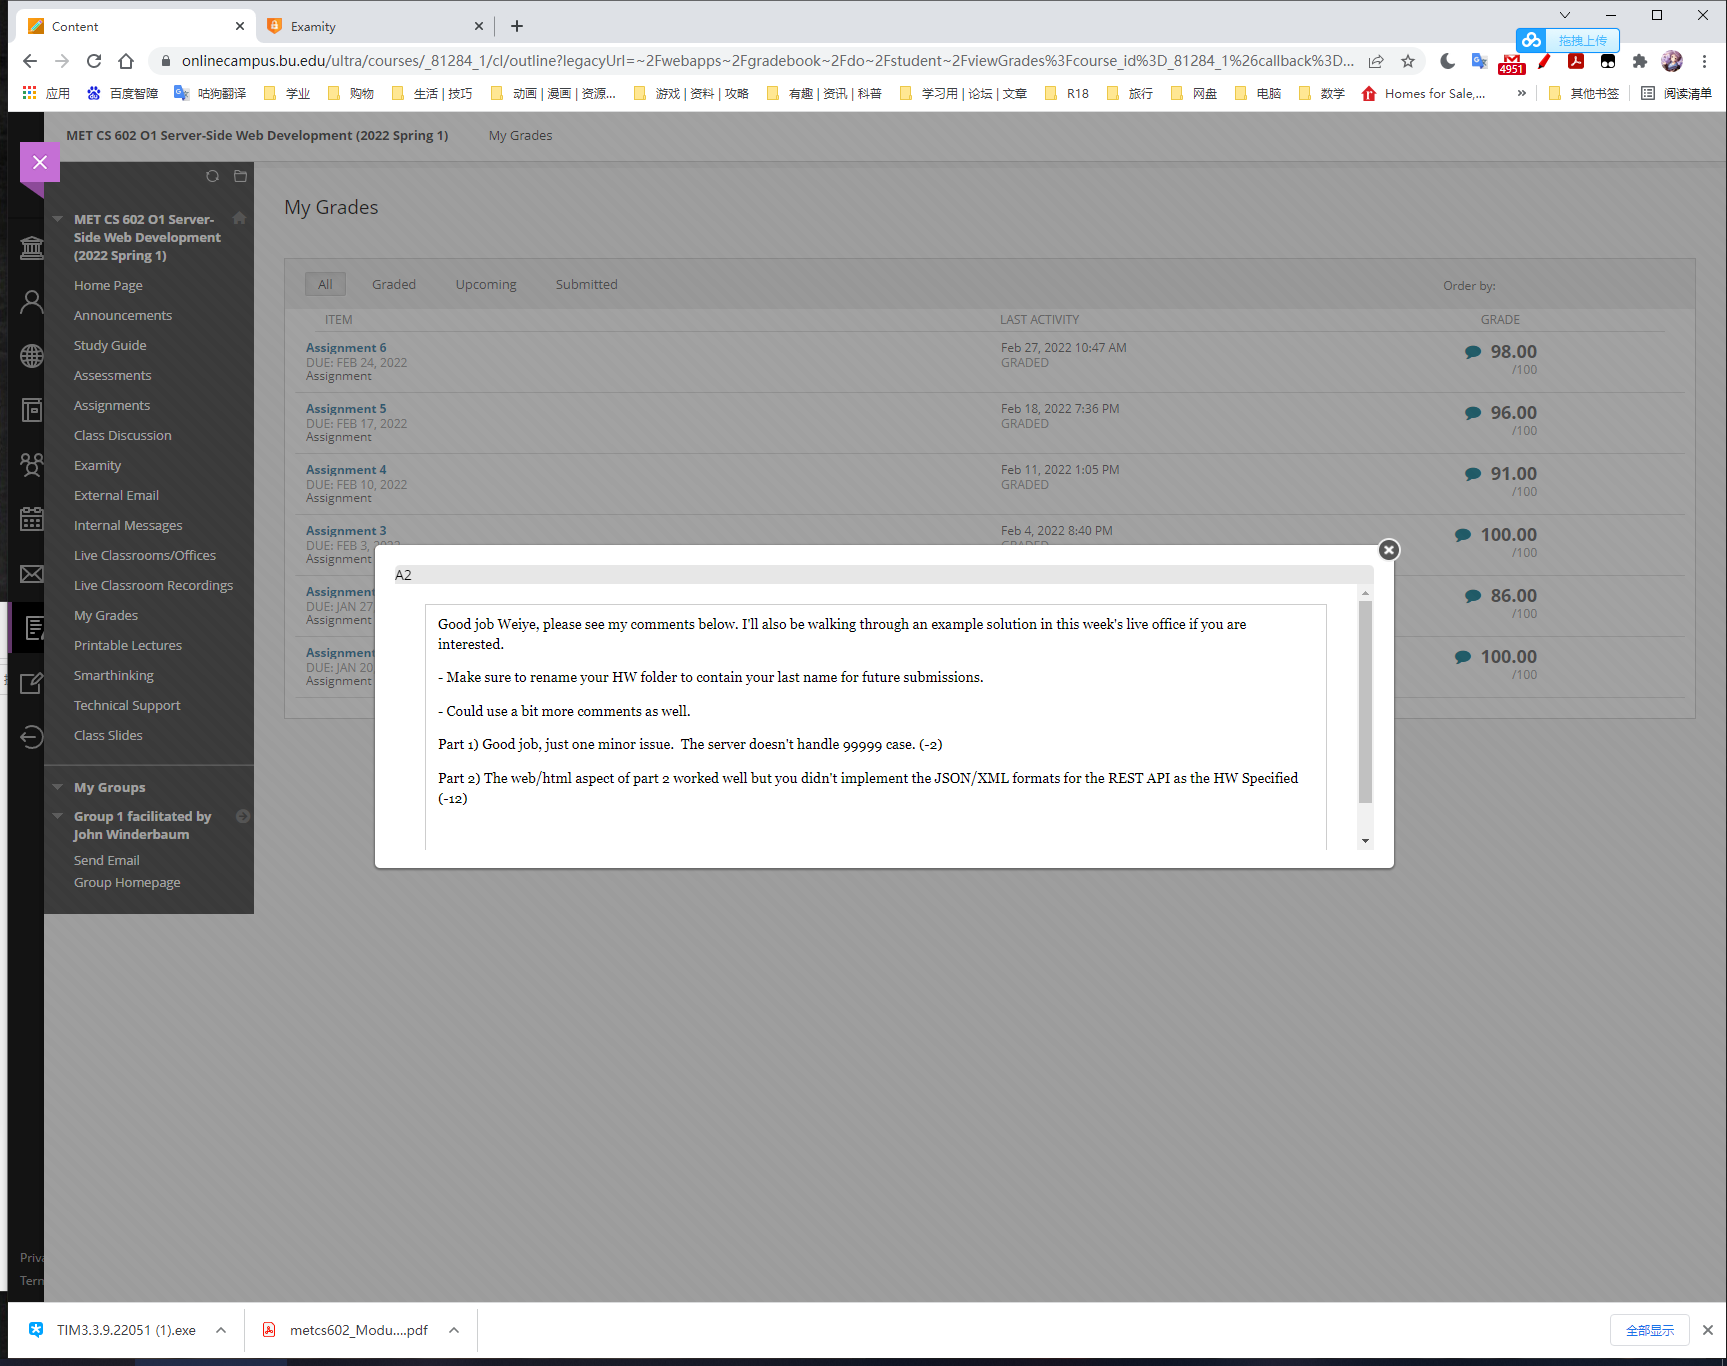 Content
Examity
拖拽上传
onlinecampus.bu.edu/ultra/courses/_81284_1/cl/outline?legacyUrl=~2Fwebapps~2Fgradebook~2Fdo~2Fstudent~2FviewGrades%3Fcourse_id%3D_81284_1%26callback%3D...
4951
应用
百度智障
咕狗翻译
学业
购物
生活 | 技巧
动画 | 漫画 | 资源...
游戏 | 资料 | 攻略
有趣 | 资讯 | 科普
学习用 | 论坛 | 文章
R18
旅行
网盘
电脑
数学
Homes for Sale,...
»
其他书签
阅读清单
MET CS 602 O1 Server-Side Web Development (2022 Spring 1)
My Grades
MET CS 602 O1 Server-
Side Web Development
(2022 Spring 1)
Home Page
Announcements
Study Guide
Assessments
Assignments
Class Discussion
Examity
External Email
Internal Messages
Live Classrooms/Offices
Live Classroom Recordings
My Grades
Printable Lectures
Smarthinking
Technical Support
Class Slides
My Groups
Group 1 facilitated by
John Winderbaum
Send Email
Group Homepage
Priva
Term
My Grades
All
Graded
Upcoming
Submitted
Order by:
ITEM
LAST ACTIVITY
GRADE
Assignment 6
DUE: FEB 24, 2022
Assignment
Feb 27, 2022 10:47 AM
GRADED
98.00
/100
Assignment 5
DUE: FEB 17, 2022
Assignment
Feb 18, 2022 7:36 PM
GRADED
96.00
/100
Assignment 4
DUE: FEB 10, 2022
Assignment
Feb 11, 2022 1:05 PM
GRADED
91.00
/100
Assignment 3
DUE: FEB 3, 2022
Assignment
Feb 4, 2022 8:40 PM
GRADED
100.00
/100
Assignment
DUE: JAN 27
Assignment
86.00
/100
Assignment
DUE: JAN 20
Assignment
100.00
/100
A2
Good job Weiye, please see my comments below. I'll also be walking through an example solution in this week's live office if you are
interested.
- Make sure to rename your HW folder to contain your last name for future submissions.
- Could use a bit more comments as well.
Part 1) Good job, just one minor issue.  The server doesn't handle 99999 case. (-2)
Part 2) The web/html aspect of part 2 worked well but you didn't implement the JSON/XML formats for the REST API as the HW Specified
(-12)
TIM3.3.9.22051 (1).exe
metcs602_Modu....pdf
全部显示